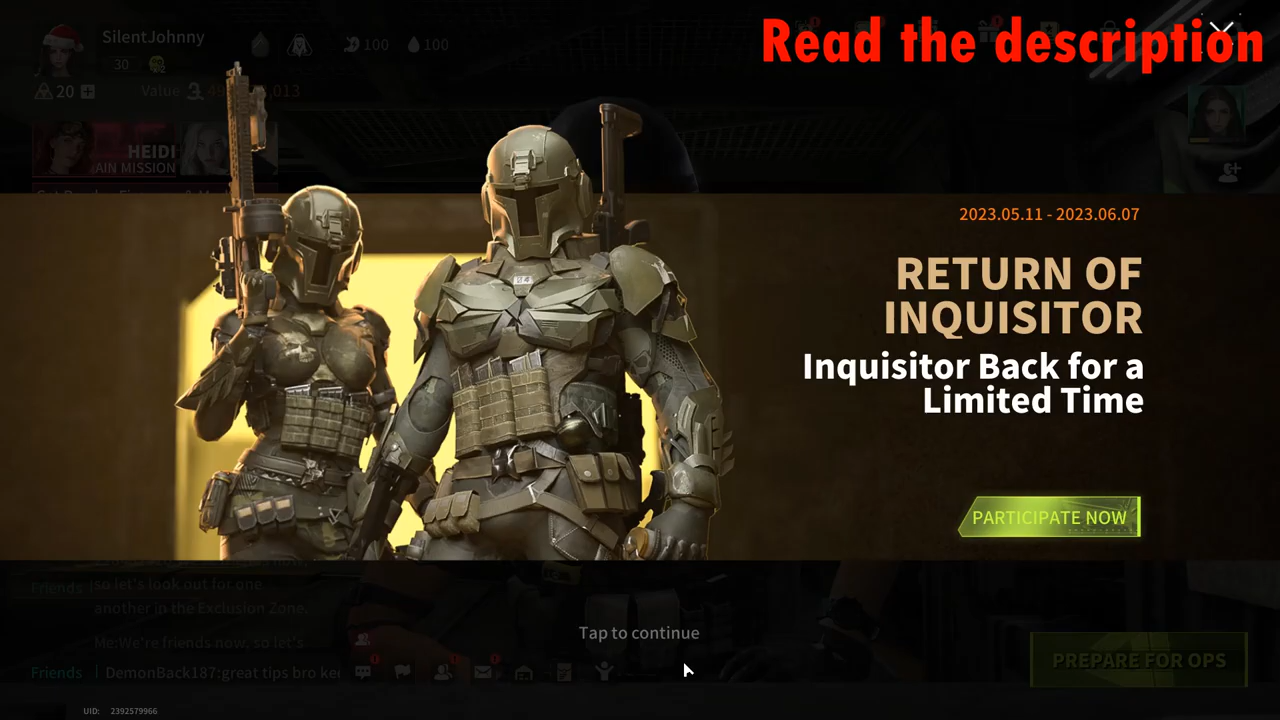 Read the description
SilentJohnny
30
100
100
20
Value
,013
HEIDI
AIN MISSION
2023.05.11 - 2023.06.07
RETURN OF
INQUISITOR
Inquisitor Back for a
Limited Time
PARTICIPATE NOW
Friends
so let's look out for one
another in the Exclusion Zone.
Me:We're friends now, so let's
Tap to continue
Friends
DemonBack187:great tips bro ke
PREPARE FOR OPS
UID: 2392579966